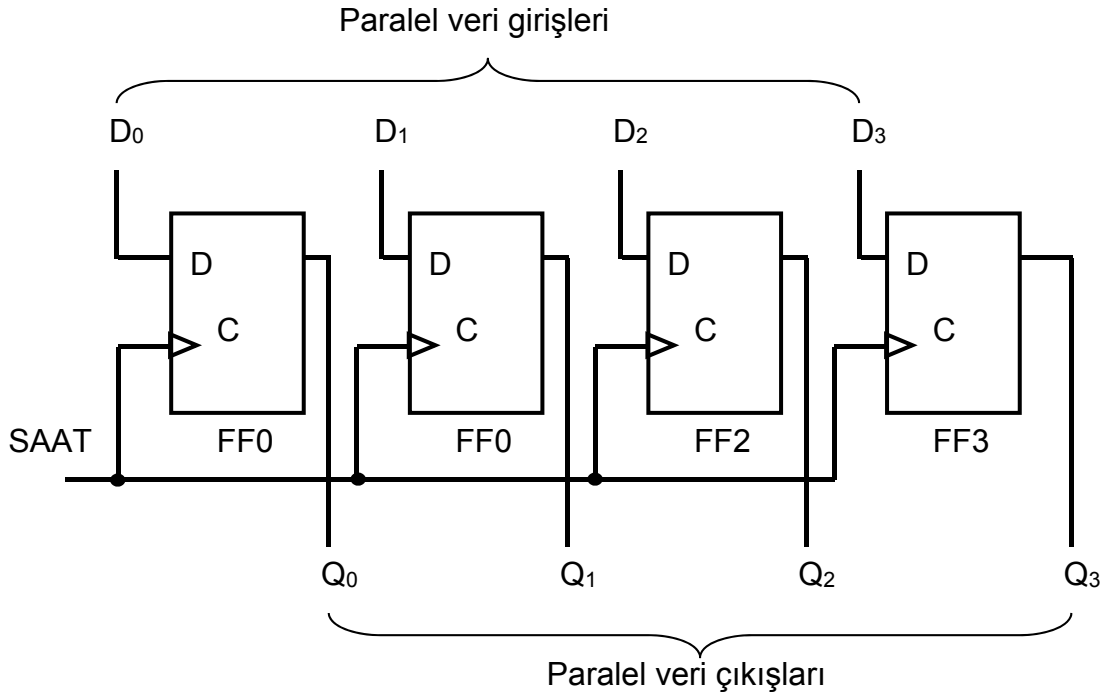 Paralel veri girişleri
D0 D1 D2 D3
D D D D
C C C C
SAAT FF0 FF0 FF2 FF3
Q0 Q1 Q2 Q3
Paralel veri çıkışları